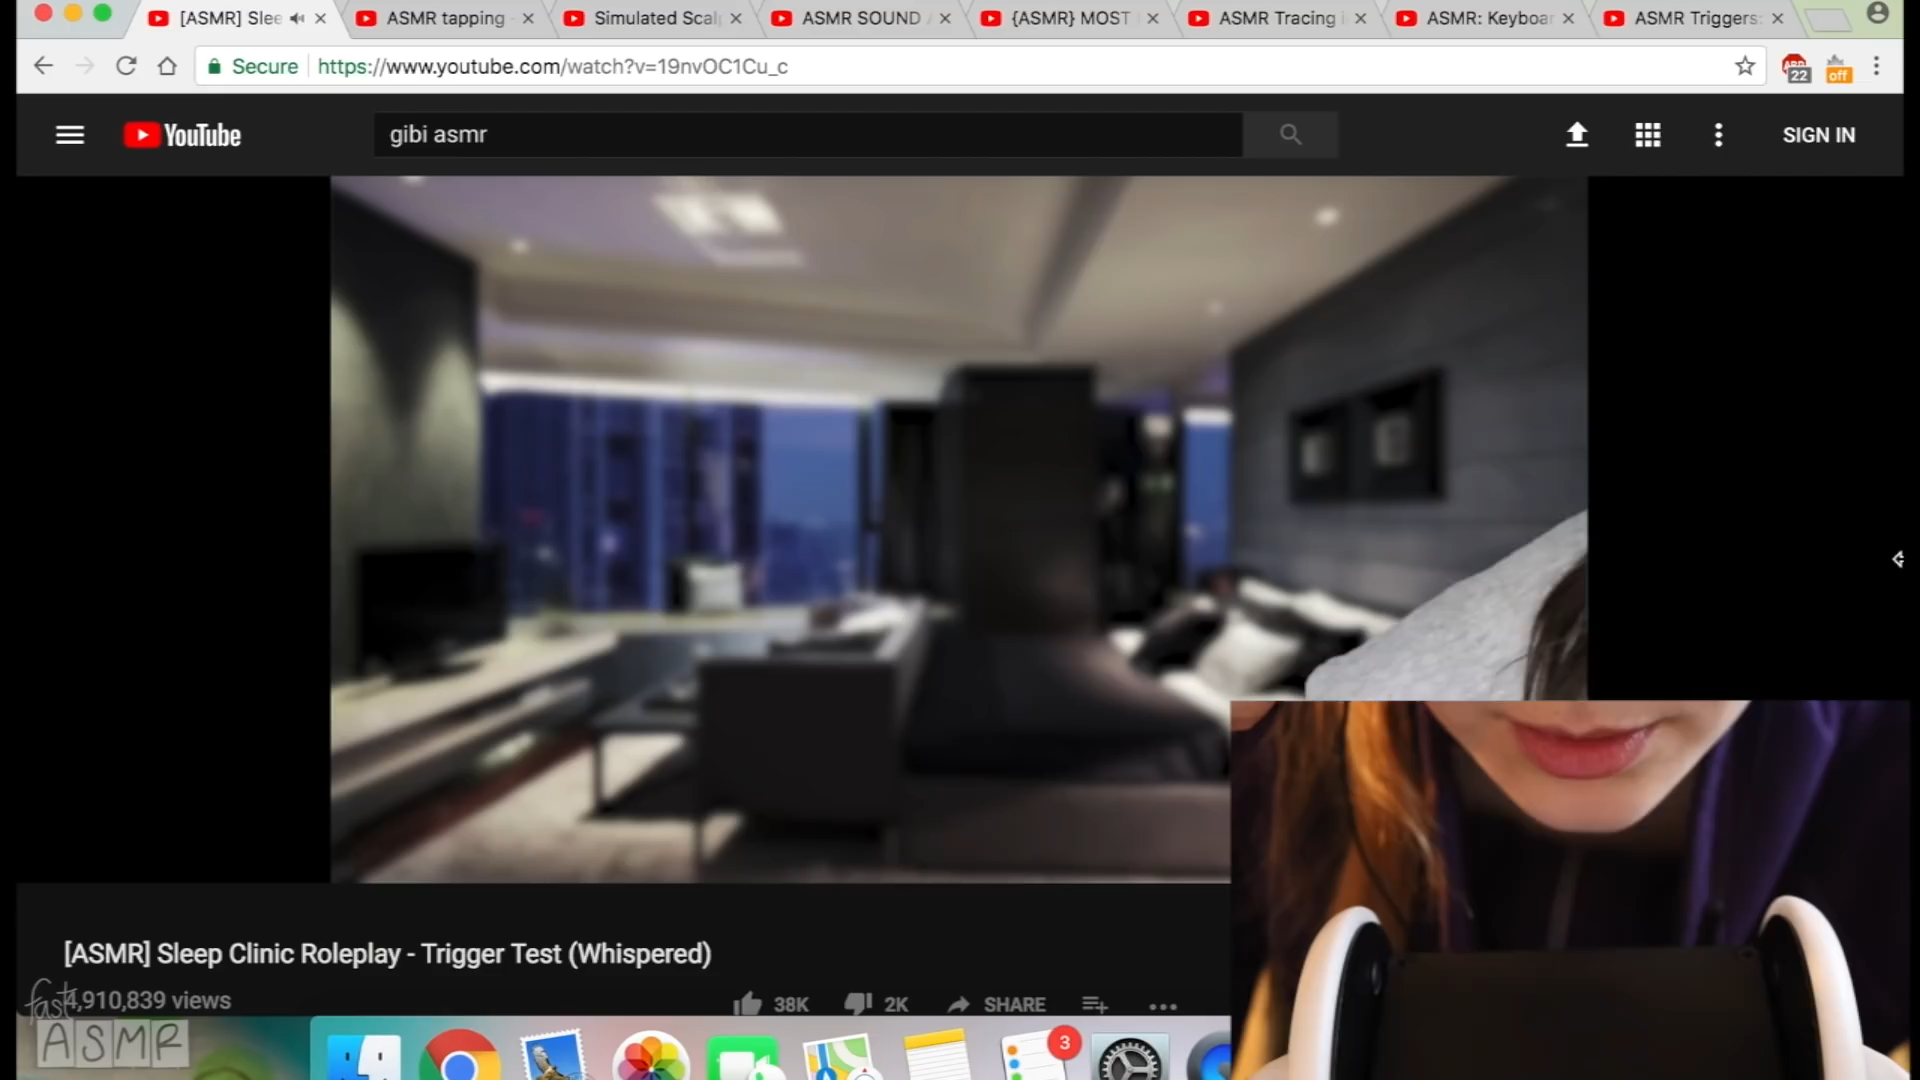 [ASMR] Slee
ASMR tapping
Simulated Scal
ASMR SOUND
{ASMR} MOST
ASMR Tracing
ASMR: Keyboar
ASMR Triggers:
Secure
https://www.youtube.com/watch?v=19nvOC1Cu_c
22
off
YouTube
gibi asmr
SIGN IN
[ASMR] Sleep Clinic Roleplay - Trigger Test (Whispered)
4,910,839 views
38K
2K
SHARE
fast
ASMR
3